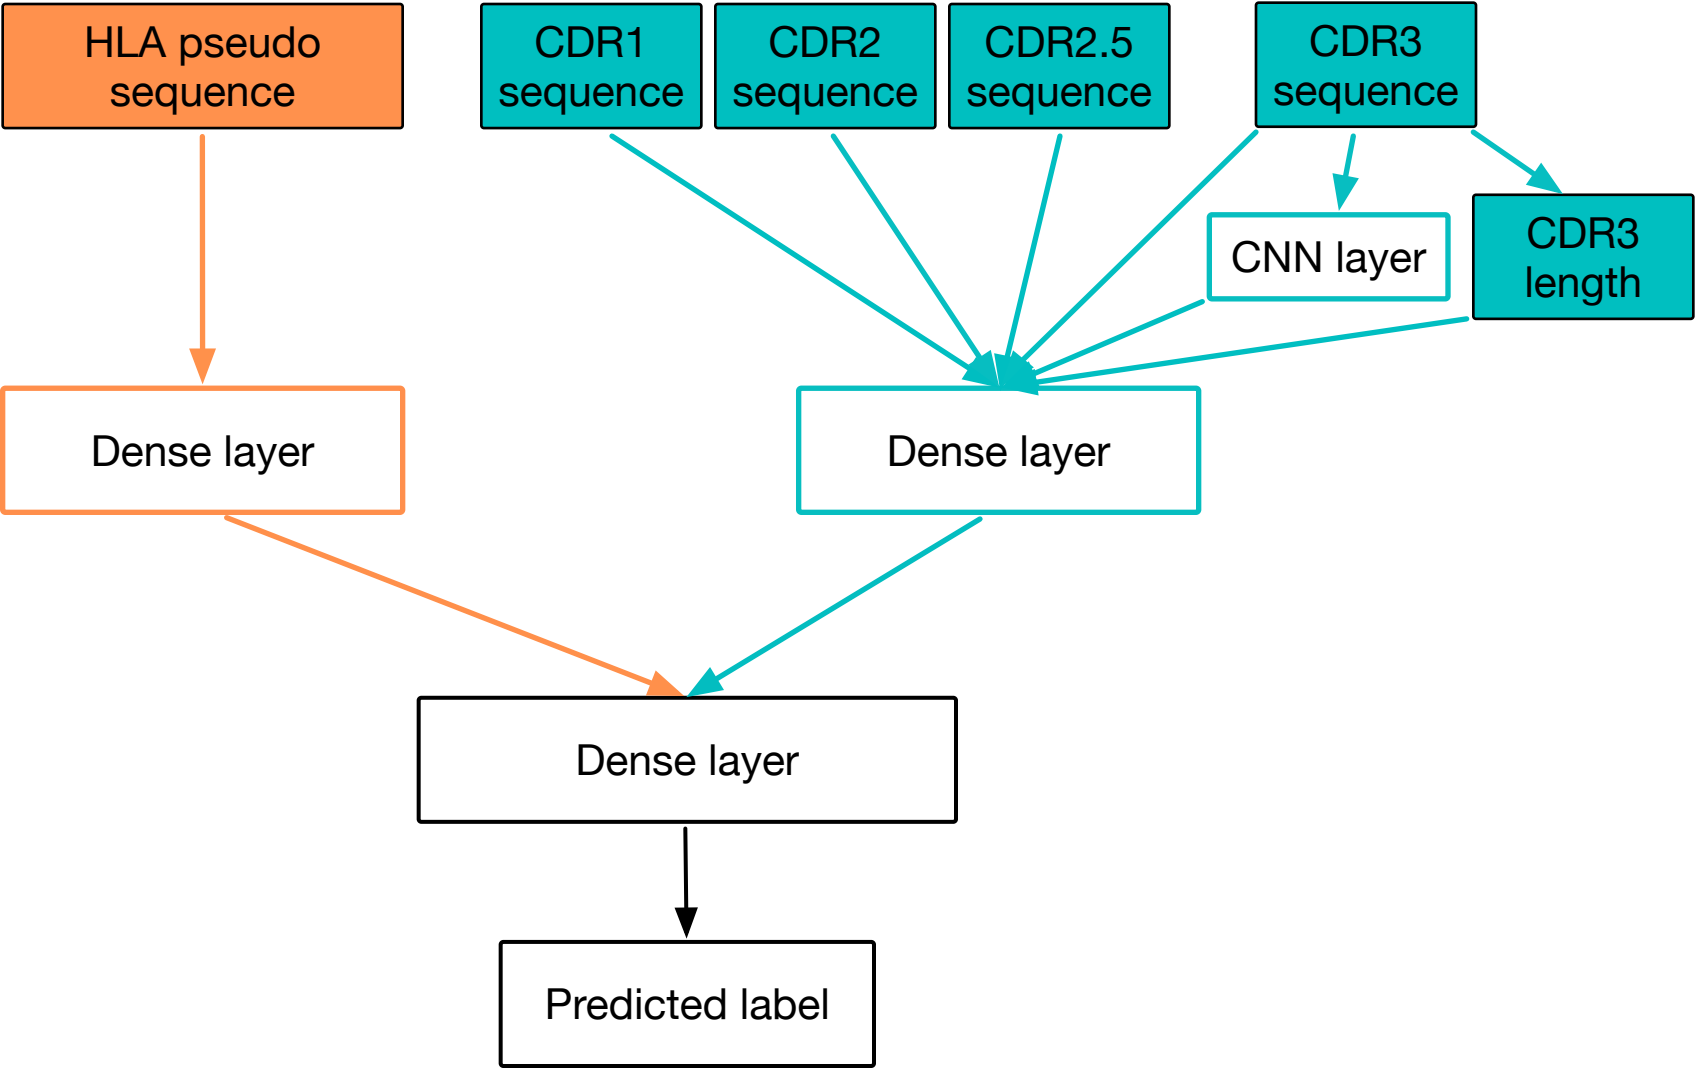 HLA pseudo
sequence
CDR1
sequence
CDR2
sequence
CDR2.5
sequence
CDR3
sequence
CNN layer
CDR3
length
Dense layer
Dense layer
Dense layer
Predicted label